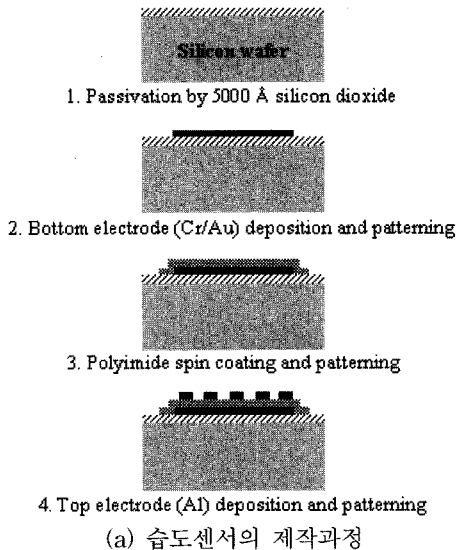 Silicon wafer
1. Passivation by 5000 Å silicon dioxide
2. Bottom electrode (Cr/Au) deposition and patterning
3. Polyimide spin coating and patterning
4. Top electrode (Al) deposition and patterning
(a) 습도센서의 제작과정